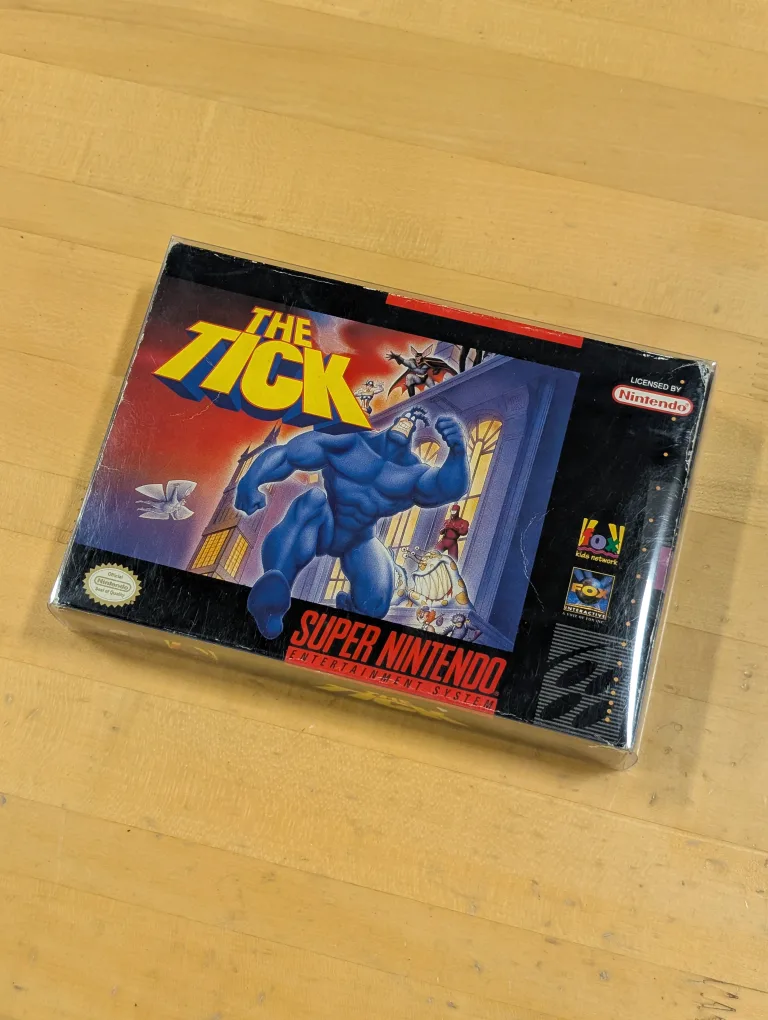 THE
TICK
LICENSED BY
Nintendo
FOX
kids network
FOX
INTERACTIVE
Official
Nintendo
Seal of Quality
SUPER NINTENDO
ENTERTAINMENT SYSTEM